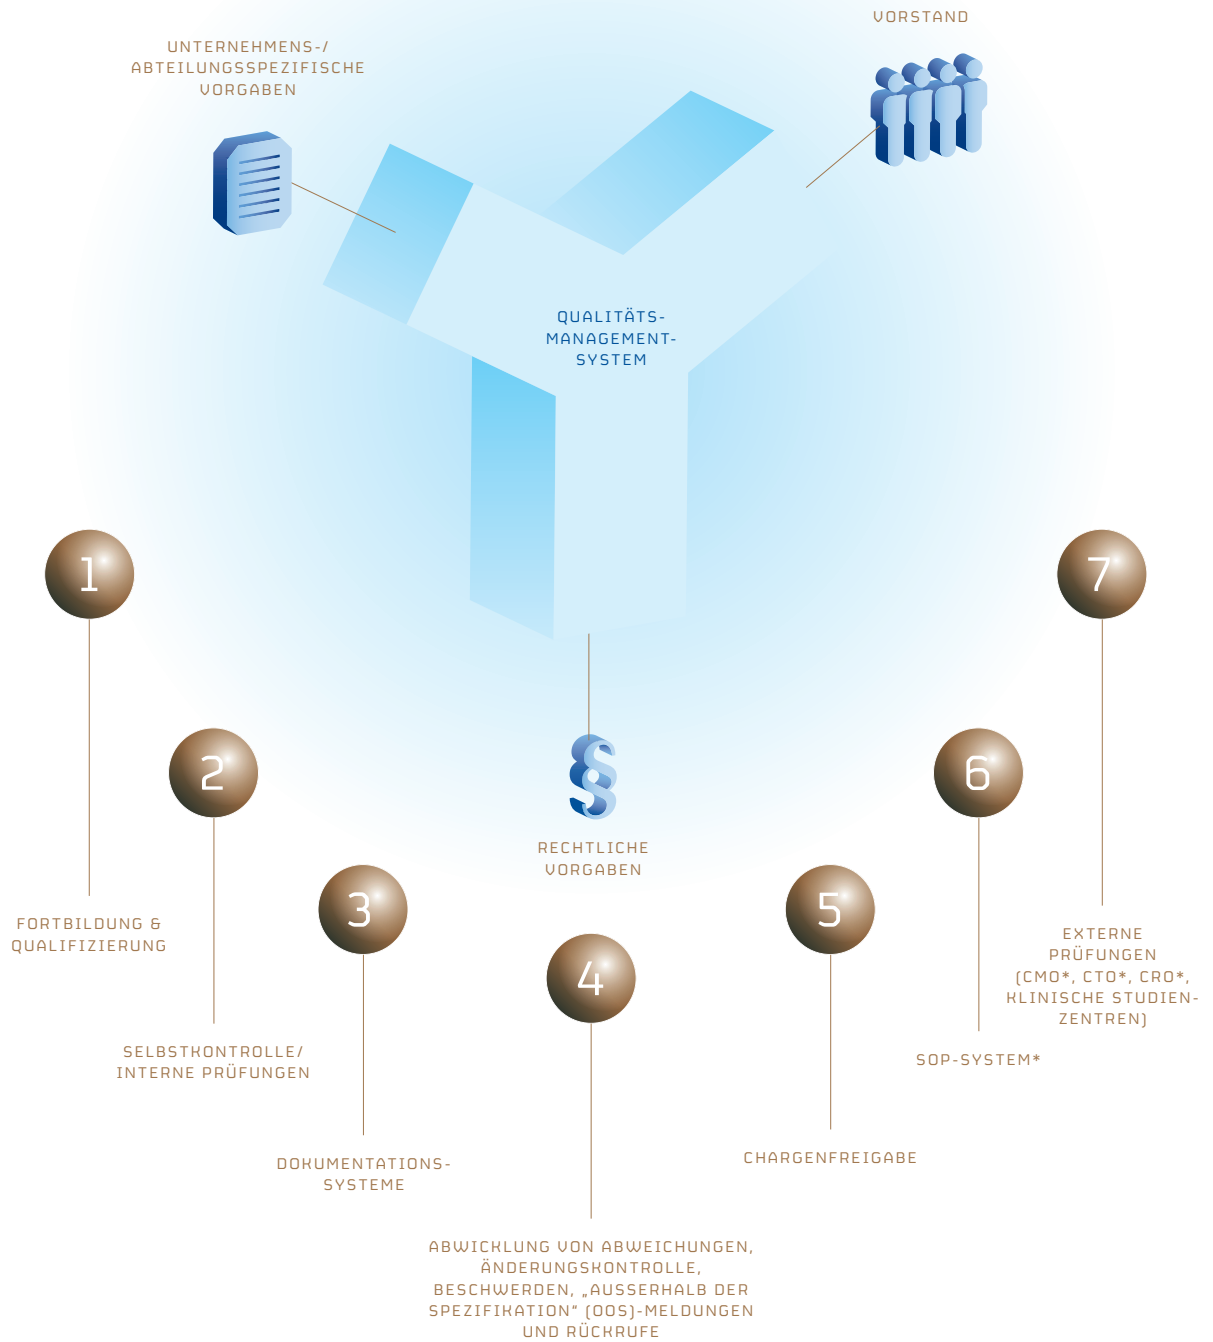 VORSTAND
UNTERNEHMENS-/
ABTEILUNGSSPEZIFISCHE
VORGABEN
QUALITÄTS-
MANAGEMENT-
SYSTEM
RECHTLICHE
VORGABEN
1
FORTBILDUNG &
QUALIFIZIERUNG
2
SELBSTKONTROLLE/
INTERNE PRÜFUNGEN
3
DOKUMENTATIONS-
SYSTEME
4
ABWICKLUNG VON ABWEICHUNGEN,
ÄNDERUNGSKONTROLLE,
BESCHWERDEN, „AUSSERHALB DER
SPEZIFIKATION“ (OOS)-MELDUNGEN
UND RÜCKRUFE
5
CHARGENFREIGABE
6
SOP-SYSTEM*
7
EXTERNE
PRÜFUNGEN
(CMO*, CTO*, CRO*,
KLINISCHE STUDIEN-
ZENTREN)